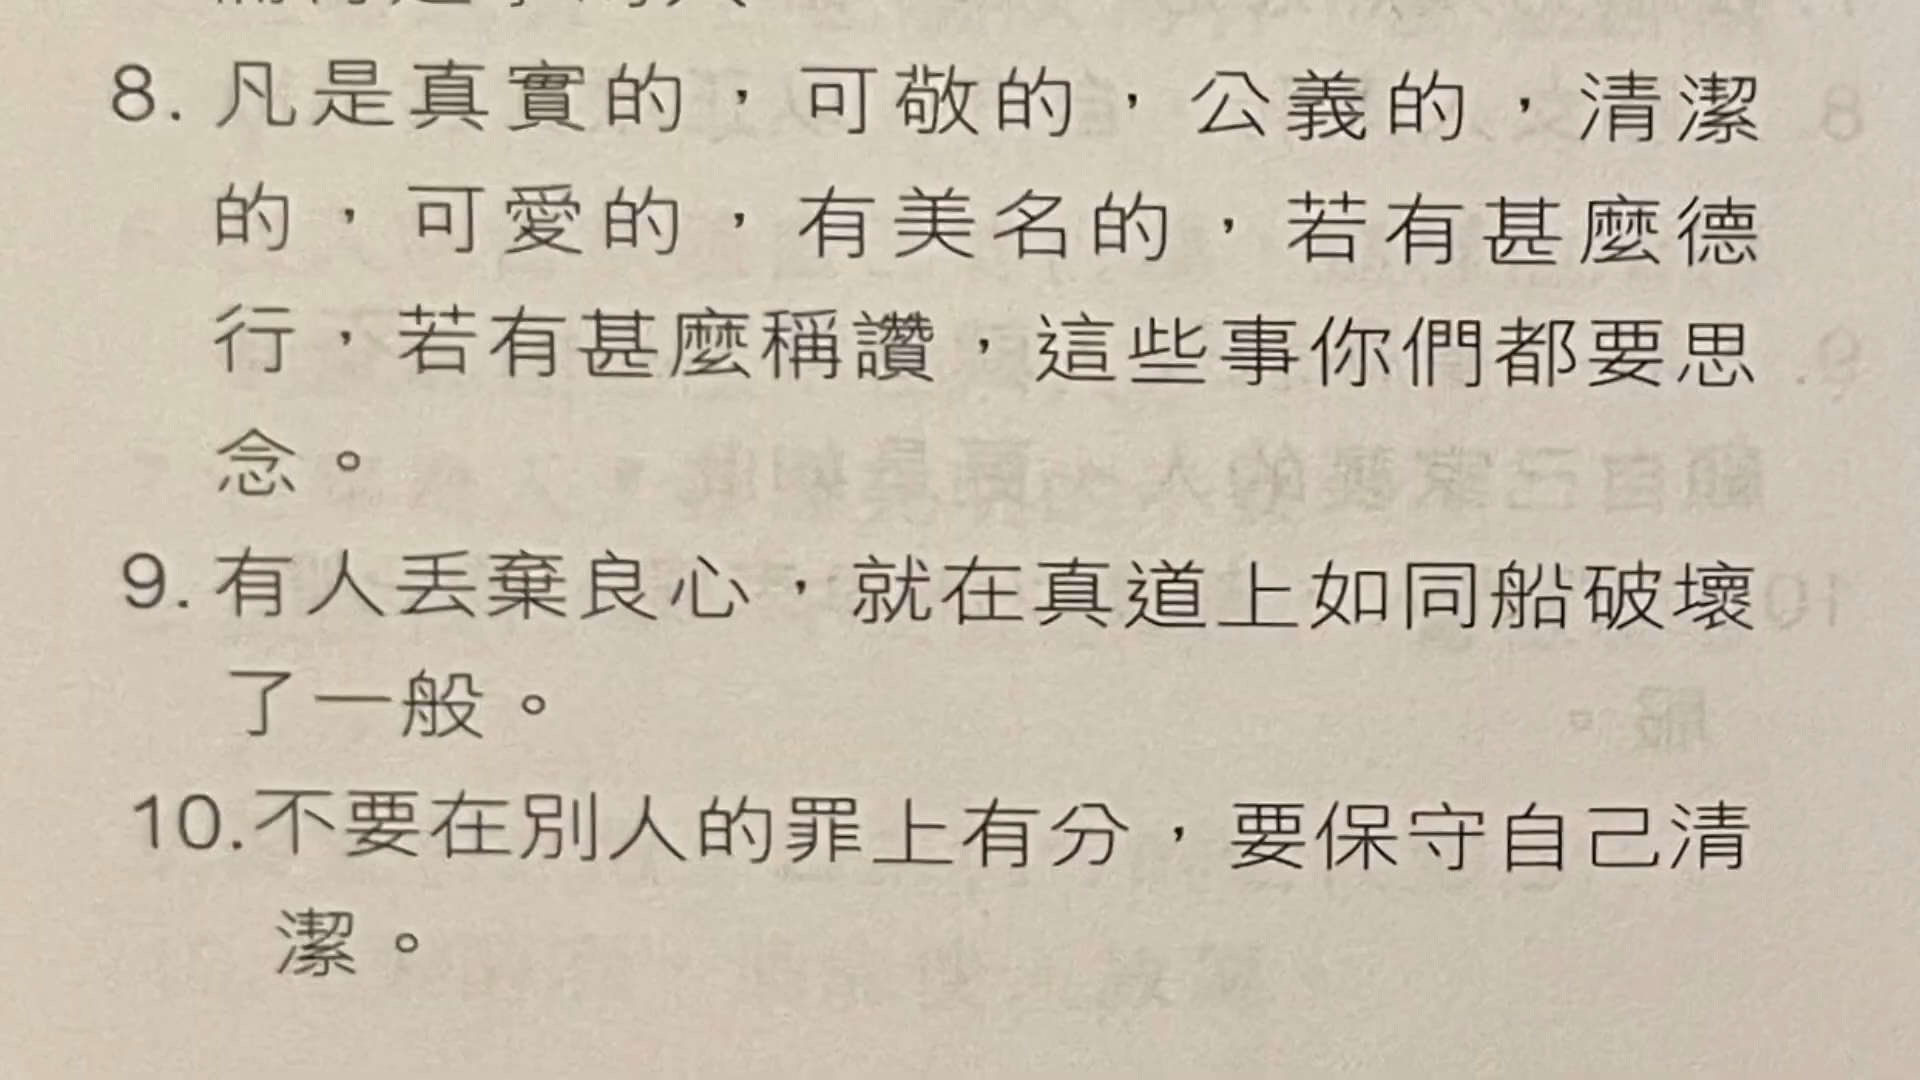 8. 凡是真實的，可敬的，公義的，清潔
的，可愛的，有美名的，若有甚麼德
行，若有甚麼稱讚，這些事你們都要思
念。
9. 有人丟棄良心，就在真道上如同船破壞
了一般。
10.不要在別人的罪上有分，要保守自己清
潔。